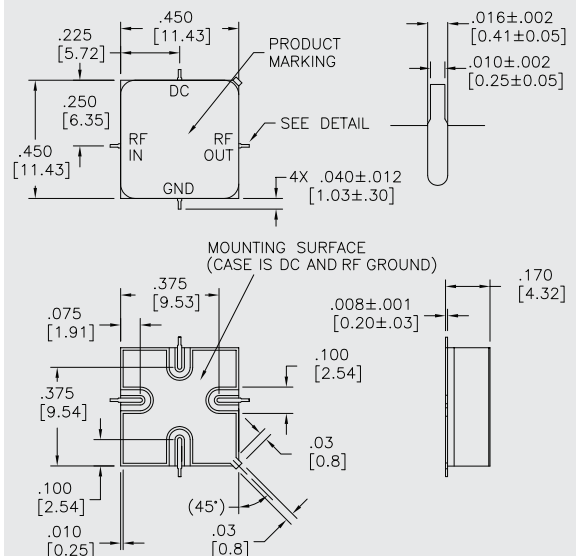 .450
[11.43]
.225
[5.72]
PRODUCT
MARKING
.016±.002
[0.41±0.05]
.010±.002
[0.25±0.05]
DC
.250
[6.35]
.450
[11.43]
RF
IN
RF
OUT
SEE DETAIL
GND
4X .040±.012
[1.03±.30]
MOUNTING SURFACE
(CASE IS DC AND RF GROUND)
.375
[9.53]
.075
[1.91]
.170
[4.32]
.008±.001
[0.20±.03]
.100
[2.54]
.375
[9.54]
.03
[0.8]
.100
[2.54]
(45°)
.010
[0.25]
.03
[0.8]